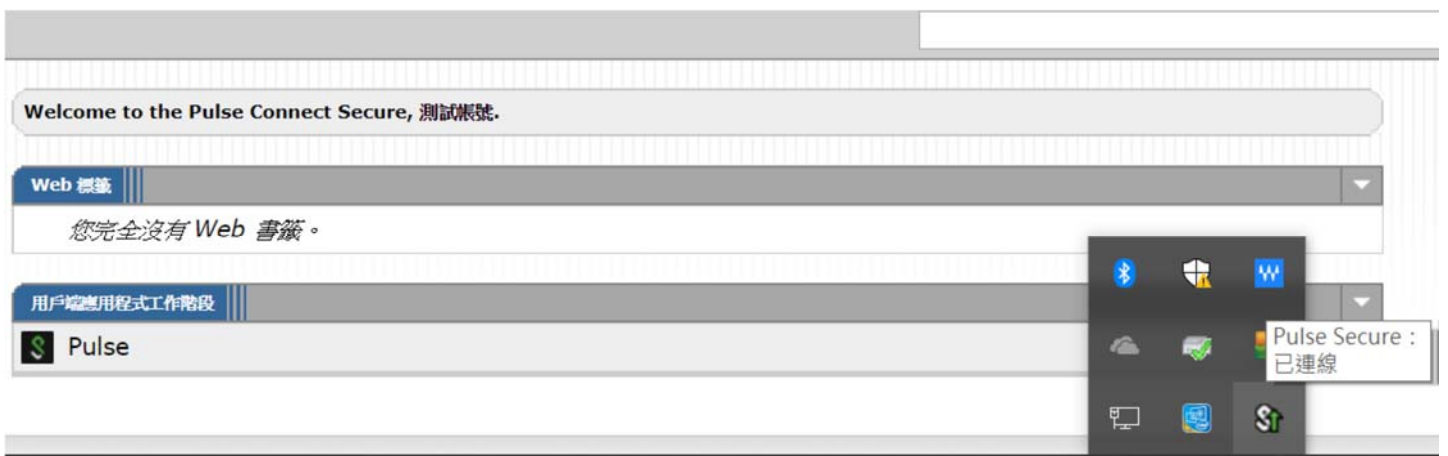 Welcome to the Pulse Connect Secure, 測試帳號.
Web 標籤
您完全沒有 Web 書籤。
用戶端應用程式工作階段
Pulse
Pulse Secure：
已連線